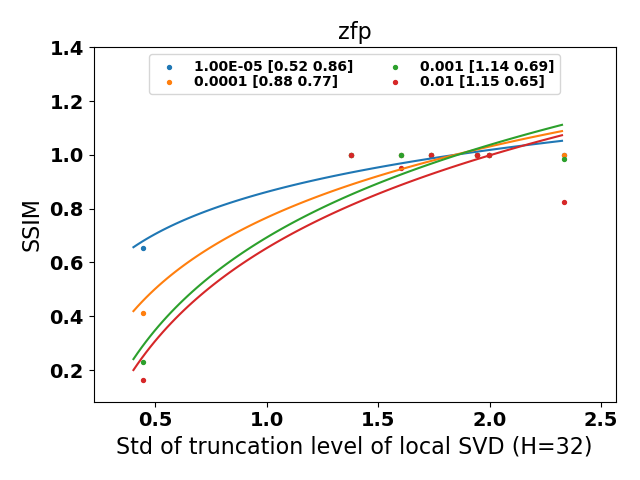 zfp
1.00E-05 [0.52 0.86]
0.0001 [0.88 0.77]
0.001 [1.14 0.69]
0.01 [1.15 0.65]
SSIM
1.4
1.2
1.0
0.8
0.6
0.4
0.2
0.5 1.0 1.5 2.0 2.5
Std of truncation level of local SVD (H=32)